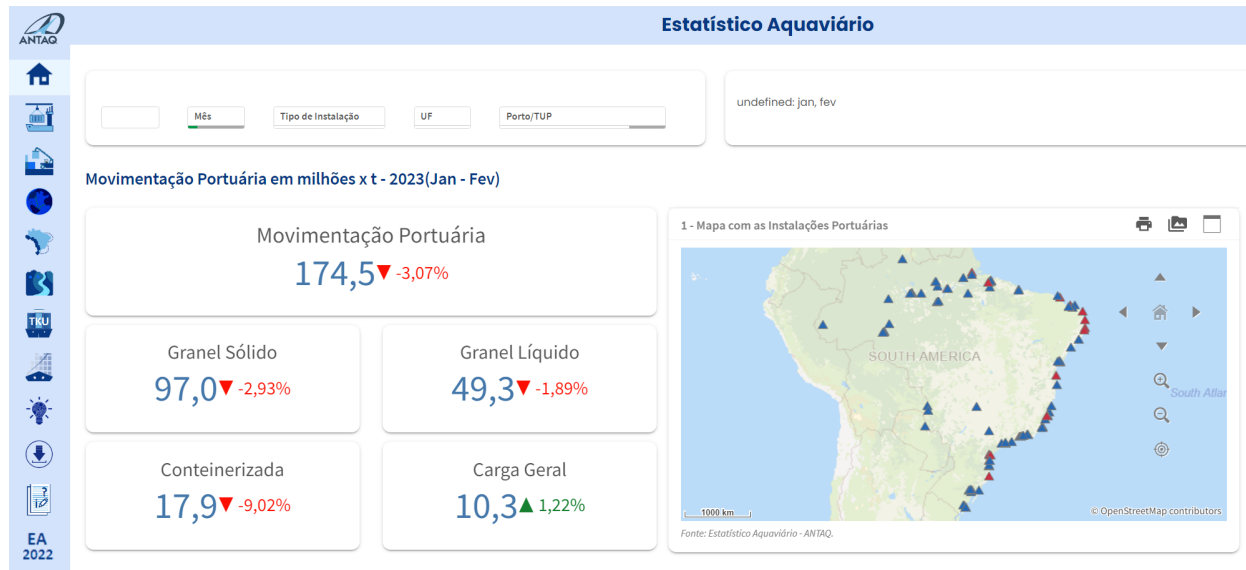 ANTAQ
Estatístico Aquaviário
Mês
Tipo de Instalação
UF
Porto/TUP
undefined: jan, fev
Movimentação Portuária em milhões x t - 2023(Jan - Fev)
Movimentação Portuária
174,5 -3,07%
Granel Sólido
97,0 -2,93%
Granel Líquido
49,3 -1,89%
Conteinerizada
17,9 -9,02%
Carga Geral
10,3 1,22%
1 - Mapa com as Instalações Portuárias
SOUTH AMERICA
South Atlan
1000 km
© OpenStreetMap contributors
Fonte: Estatístico Aquaviário - ANTAQ.
TKU
EA
2022